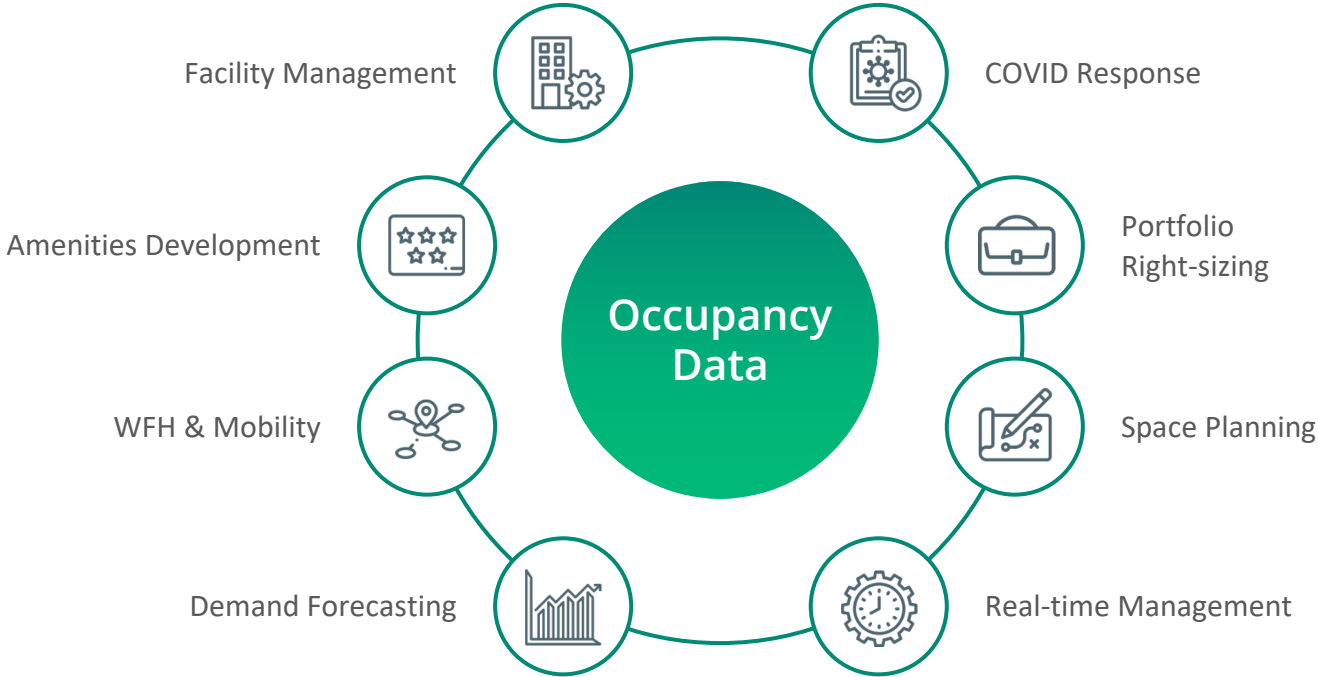 Facility Management
COVID Response
Amenities Development
Portfolio
Right-sizing
Occupancy
Data
WFH & Mobility
Space Planning
Demand Forecasting
Real-time Management